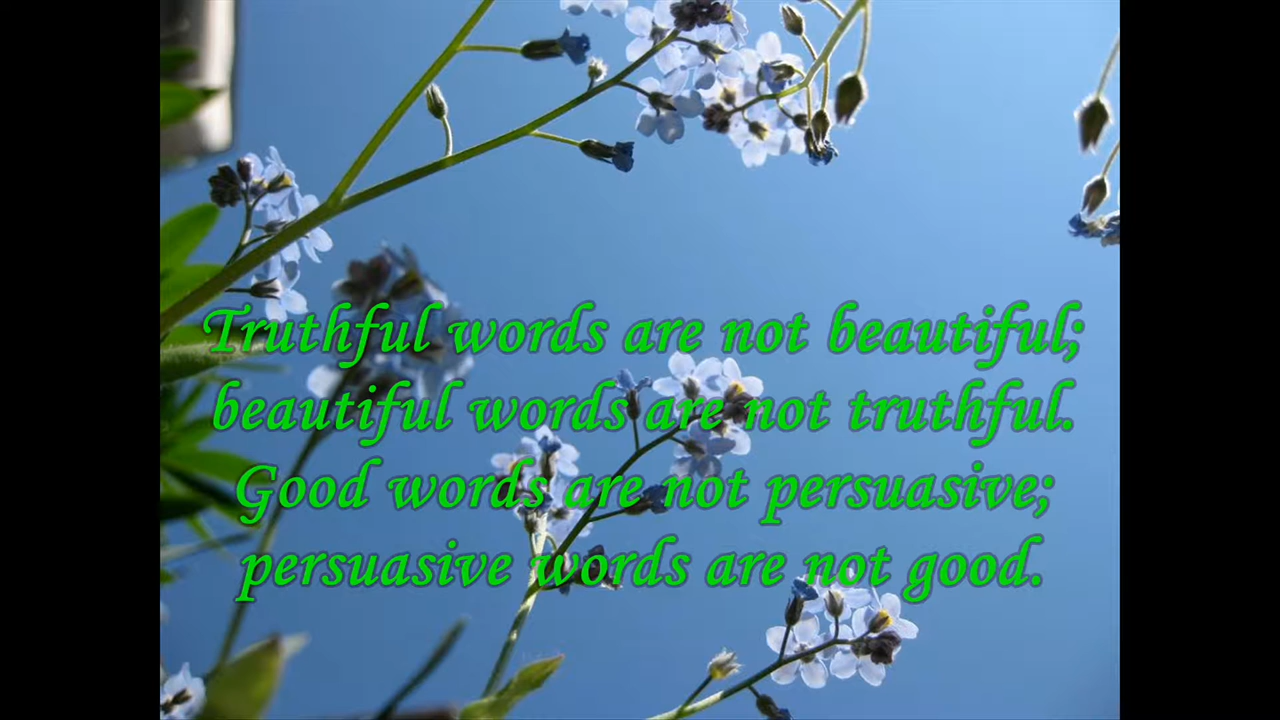 Truthful words are not beautiful;
beautiful words are not truthful.
Good words are not persuasive;
persuasive words are not good.